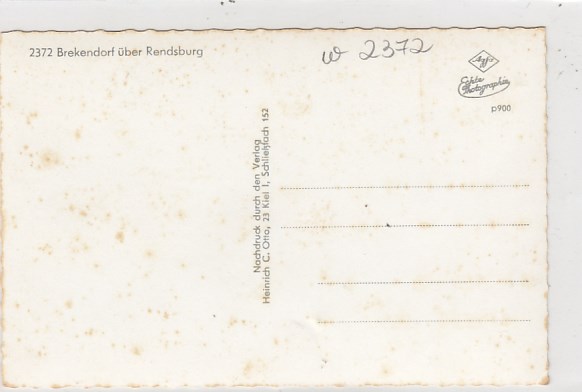 2372 Brekendorf über Rendsburg
w 2372
Agfa
Echte Photographie
p900
Nachdruck durch den Verlag
Heinrich C. Otto, 23 Kiel 1, Schließfach 152